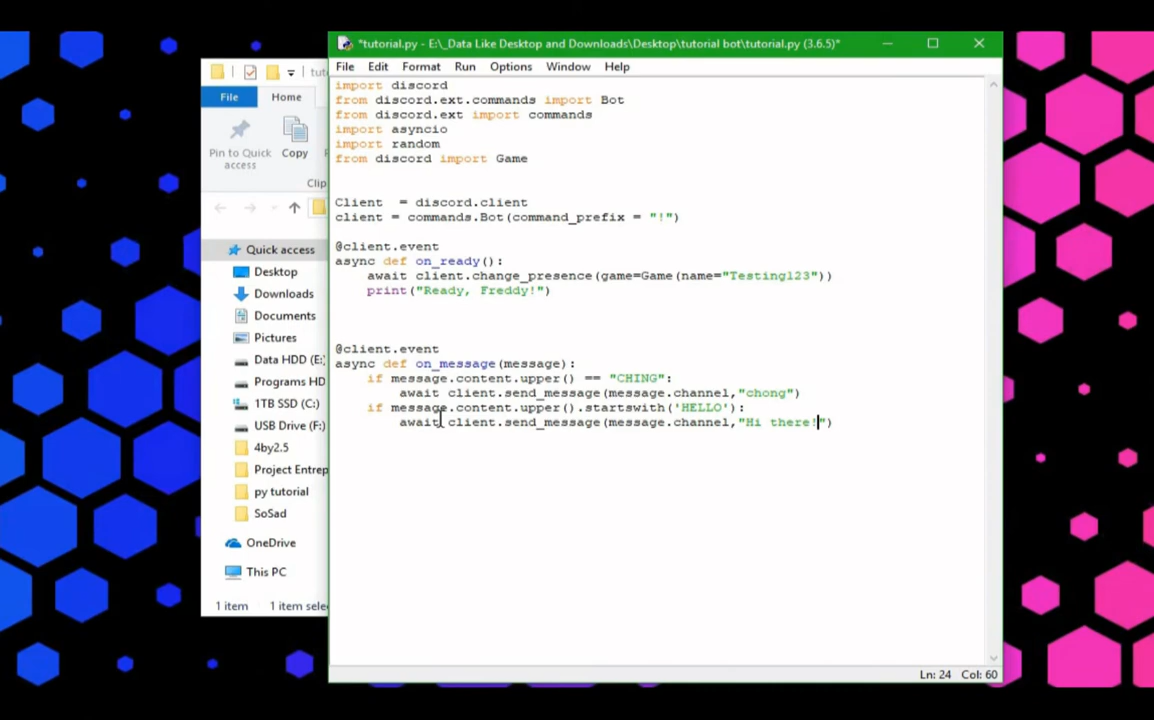 *tutorial.py - E:\_Data Like Desktop and Downloads\Desktop\tutorial bot\tutorial.py (3.6.5)*
File Edit Format Run Options Window Help
import discord
from discord.ext.commands import Bot
from discord.ext import commands
import asyncio
import random
from discord import Game
Client  = discord.client
client = commands.Bot(command_prefix = "!")
@client.event
async def on_ready():
    await client.change_presence(game=Game(name="Testing123"))
    print("Ready, Freddy!")
@client.event
async def on_message(message):
    if message.content.upper() == "CHING":
        await client.send_message(message.channel,"chong")
    if message.content.upper().startswith('HELLO'):
        await client.send_message(message.channel,"Hi there!")
Ln: 24 Col: 60
File Home
Pin to Quick access
Copy
Quick access
Desktop
Downloads
Documents
Pictures
Data HDD (E:
Programs HD
1TB SSD (C:)
USB Drive (F:)
4by2.5
Project Entrep
py tutorial
SoSad
OneDrive
This PC
1 item